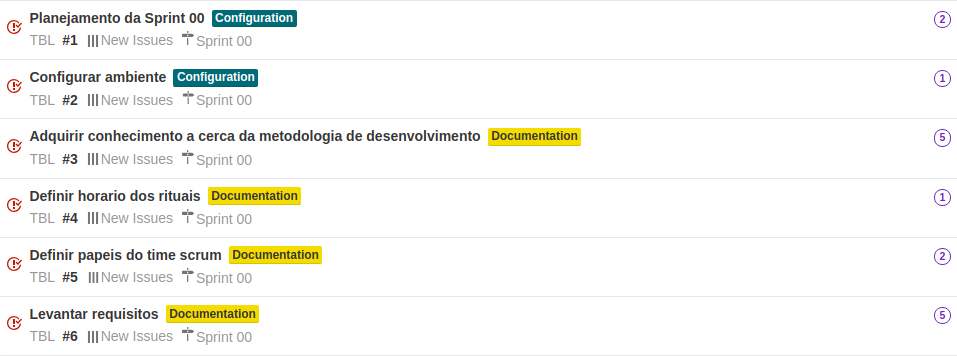 Planejamento da Sprint 00 Configuration 2
TBL #1 New Issues Sprint 00
Configurar ambiente Configuration 1
TBL #2 New Issues Sprint 00
Adquirir conhecimento a cerca da metodologia de desenvolvimento Documentation 5
TBL #3 New Issues Sprint 00
Definir horario dos rituais Documentation 1
TBL #4 New Issues Sprint 00
Definir papeis do time scrum Documentation 2
TBL #5 New Issues Sprint 00
Levantar requisitos Documentation 5
TBL #6 New Issues Sprint 00